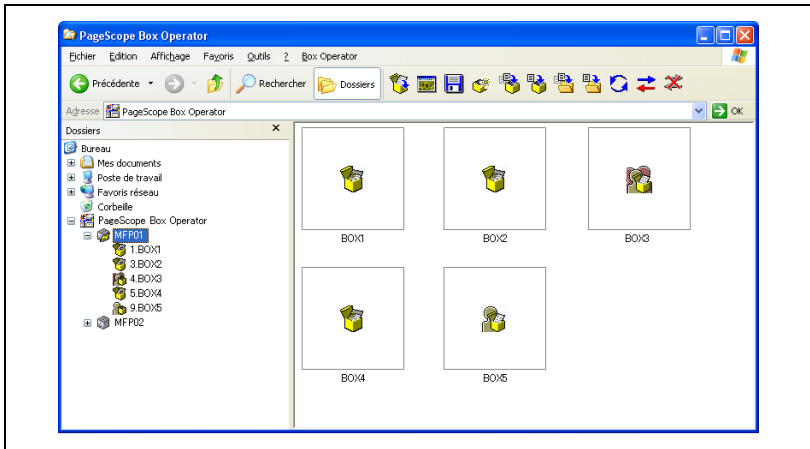 PageScope Box Operator
Fichier Edition Affichage Favoris Outils ? Box Operator
Précédente Rechercher Dossiers
Adresse PageScope Box Operator OK
Dossiers ×
Bureau
Mes documents
Poste de travail
Favoris réseau
Corbeille
PageScope Box Operator
MFP01
1.BOX1
3.BOX2
4.BOX3
5.BOX4
9.BOX5
MFP02
BOX1 BOX2 BOX3
BOX4 BOX5